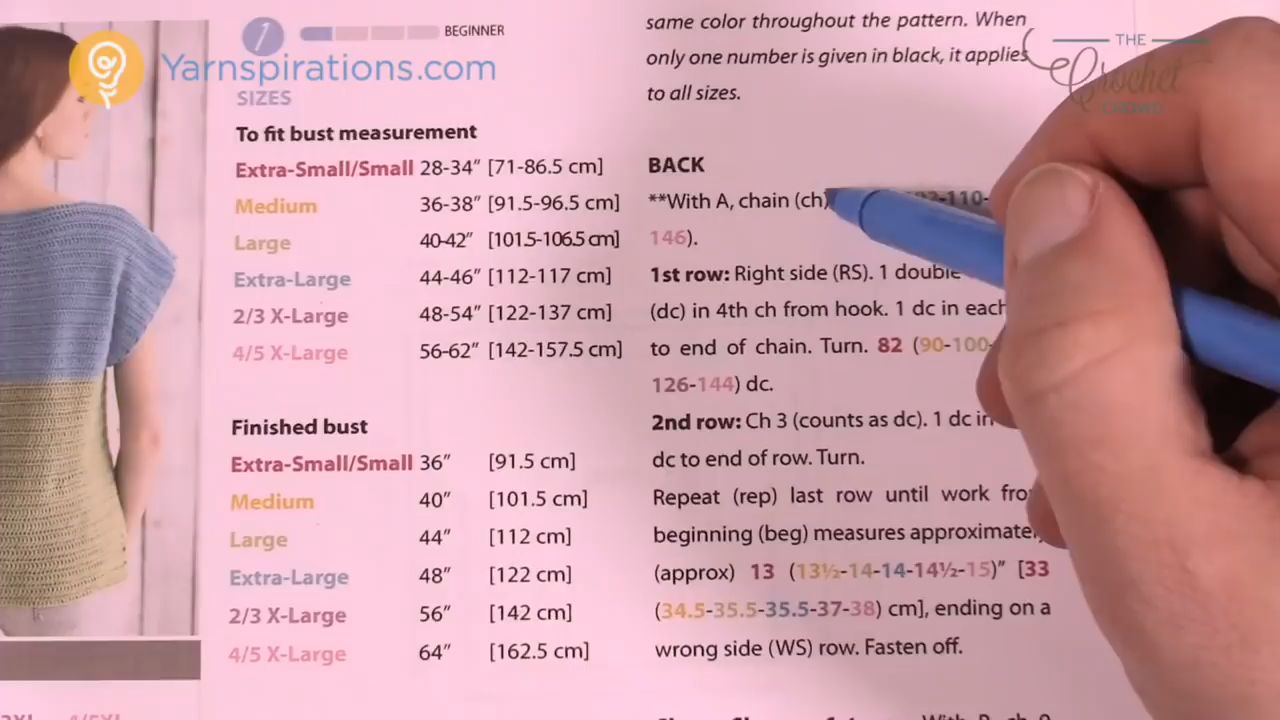 1 BEGINNER
Yarnspirations.com
THE
Crochet
CROWD
SIZES
To fit bust measurement
Extra-Small/Small 28-34" [71-86.5 cm]
Medium 36-38" [91.5-96.5 cm]
Large 40-42" [101.5-106.5 cm]
Extra-Large 44-46" [112-117 cm]
2/3 X-Large 48-54" [122-137 cm]
4/5 X-Large 56-62" [142-157.5 cm]
Finished bust
Extra-Small/Small 36" [91.5 cm]
Medium 40" [101.5 cm]
Large 44" [112 cm]
Extra-Large 48" [122 cm]
2/3 X-Large 56" [142 cm]
4/5 X-Large 64" [162.5 cm]
same color throughout the pattern. When
only one number is given in black, it applies
to all sizes.
BACK
**With A, chain (ch) -110-
146).
1st row: Right side (RS). 1 double
(dc) in 4th ch from hook. 1 dc in each
to end of chain. Turn. 82 (90-100-
126-144) dc.
2nd row: Ch 3 (counts as dc). 1 dc in
dc to end of row. Turn.
Repeat (rep) last row until work
beginning (beg) measures
(approx) 13 (13½-14-14-14½-15)" [33
(34.5-35.5-35.5-37-38) cm], ending on a
wrong side (WS) row. Fasten off.